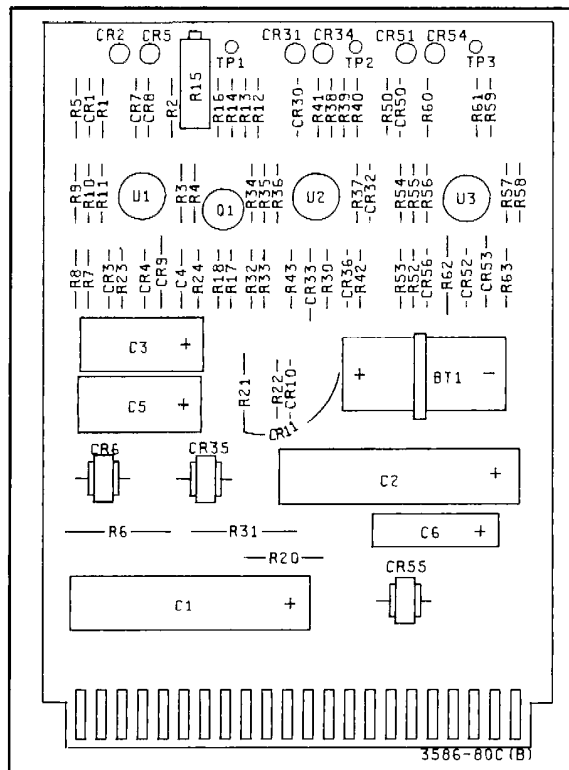 CR2 CR5 CR31 CR34 CR51 CR54
TP1 TP2 TP3
R5 CR1 R1 CR7 CR8 R2 R15 R16 R14 R13 R12 CR30 R41 R38 R39 R40 R50 CR50 R60 R61 R59
R9 R10 R11 U1 R3 R4 Q1 R34 R35 R36 U2 R37 CR32 R54 R55 R56 U3 R57 R58
R8 R7 CR3 R23 CR4 CR9 C4 R24 R18 R17 R32 R33 R43 CR33 R30 CR36 R42 R53 R52 CR56 R62 CR52 CR53 R63
C3 +
C5 +
R21 R22 CR10
CR11
+ BT1 -
CR6 CR35
C2 +
R6 R31
C6 +
R20
CR55
C1 +
3586-80C(B)